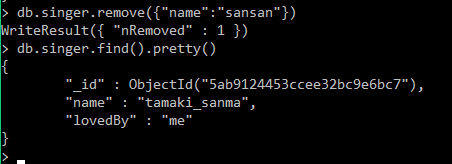 > db.singer.remove({"name":"sansan"})
WriteResult({ "nRemoved" : 1 })
> db.singer.find().pretty()
{
        "_id" : ObjectId("5ab9124453ccee32bc9e6bc7"),
        "name" : "tamaki_sanma",
        "lovedBy" : "me"
}
>